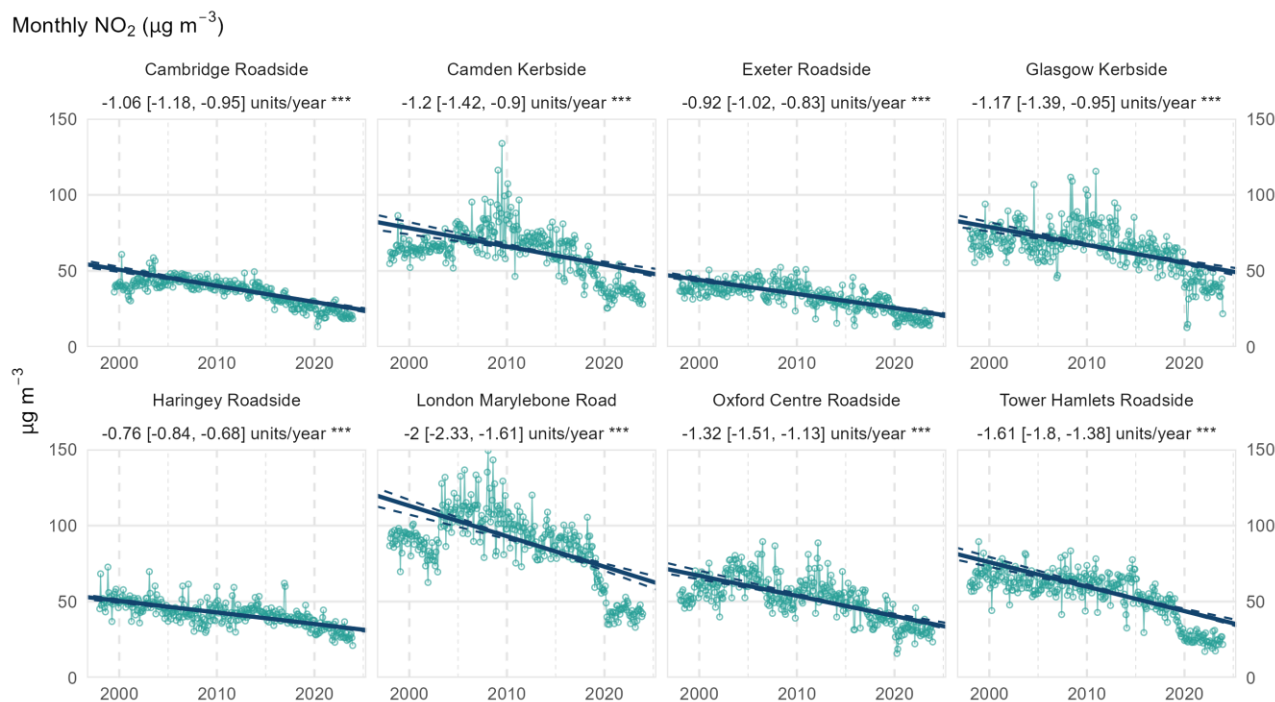 Monthly NO₂ (µg m⁻³)
Cambridge Roadside
-1.06 [-1.18, -0.95] units/year ***
Camden Kerbside
-1.2 [-1.42, -0.9] units/year ***
Exeter Roadside
-0.92 [-1.02, -0.83] units/year ***
Glasgow Kerbside
-1.17 [-1.39, -0.95] units/year ***
150
100
50
0
150
100
50
0
2000 2010 2020
2000 2010 2020
2000 2010 2020
2000 2010 2020
µg m⁻³
Haringey Roadside
-0.76 [-0.84, -0.68] units/year ***
London Marylebone Road
-2 [-2.33, -1.61] units/year ***
Oxford Centre Roadside
-1.32 [-1.51, -1.13] units/year ***
Tower Hamlets Roadside
-1.61 [-1.8, -1.38] units/year ***
150
100
50
0
150
100
50
0
2000 2010 2020
2000 2010 2020
2000 2010 2020
2000 2010 2020